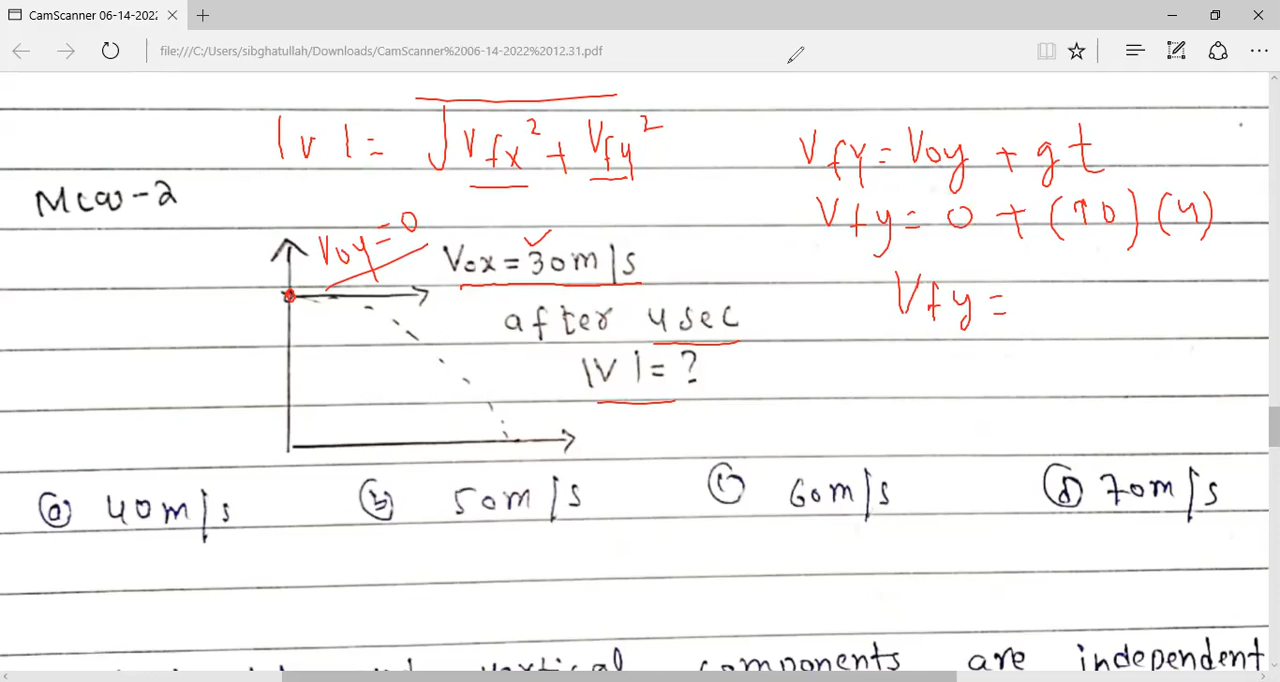 CamScanner 06-14-202
file:///C:/Users/sibghatullah/Downloads/CamScanner%2006-14-2022%2012.31.pdf
|v| = √Vfx² + Vfy²
Vfy = Voy + gt
Mcq-2
Vfy = 0 + (10)(4)
Voy = 0
Vox = 30m/s
Vfy =
after 4sec
|V| = ?
(a) 40m/s (b) 50m/s (c) 60m/s (d) 70m/s
vertical components are independent